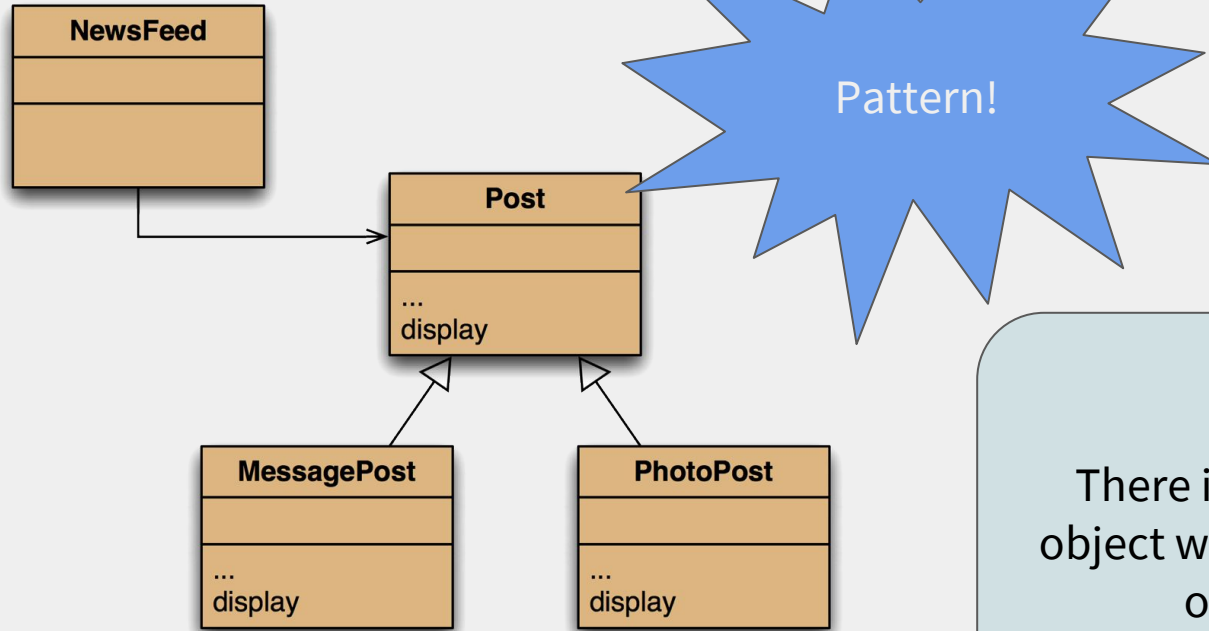 NewsFeed
Pattern!
Post
...
display
MessagePost
...
display
PhotoPost
...
display
There
object